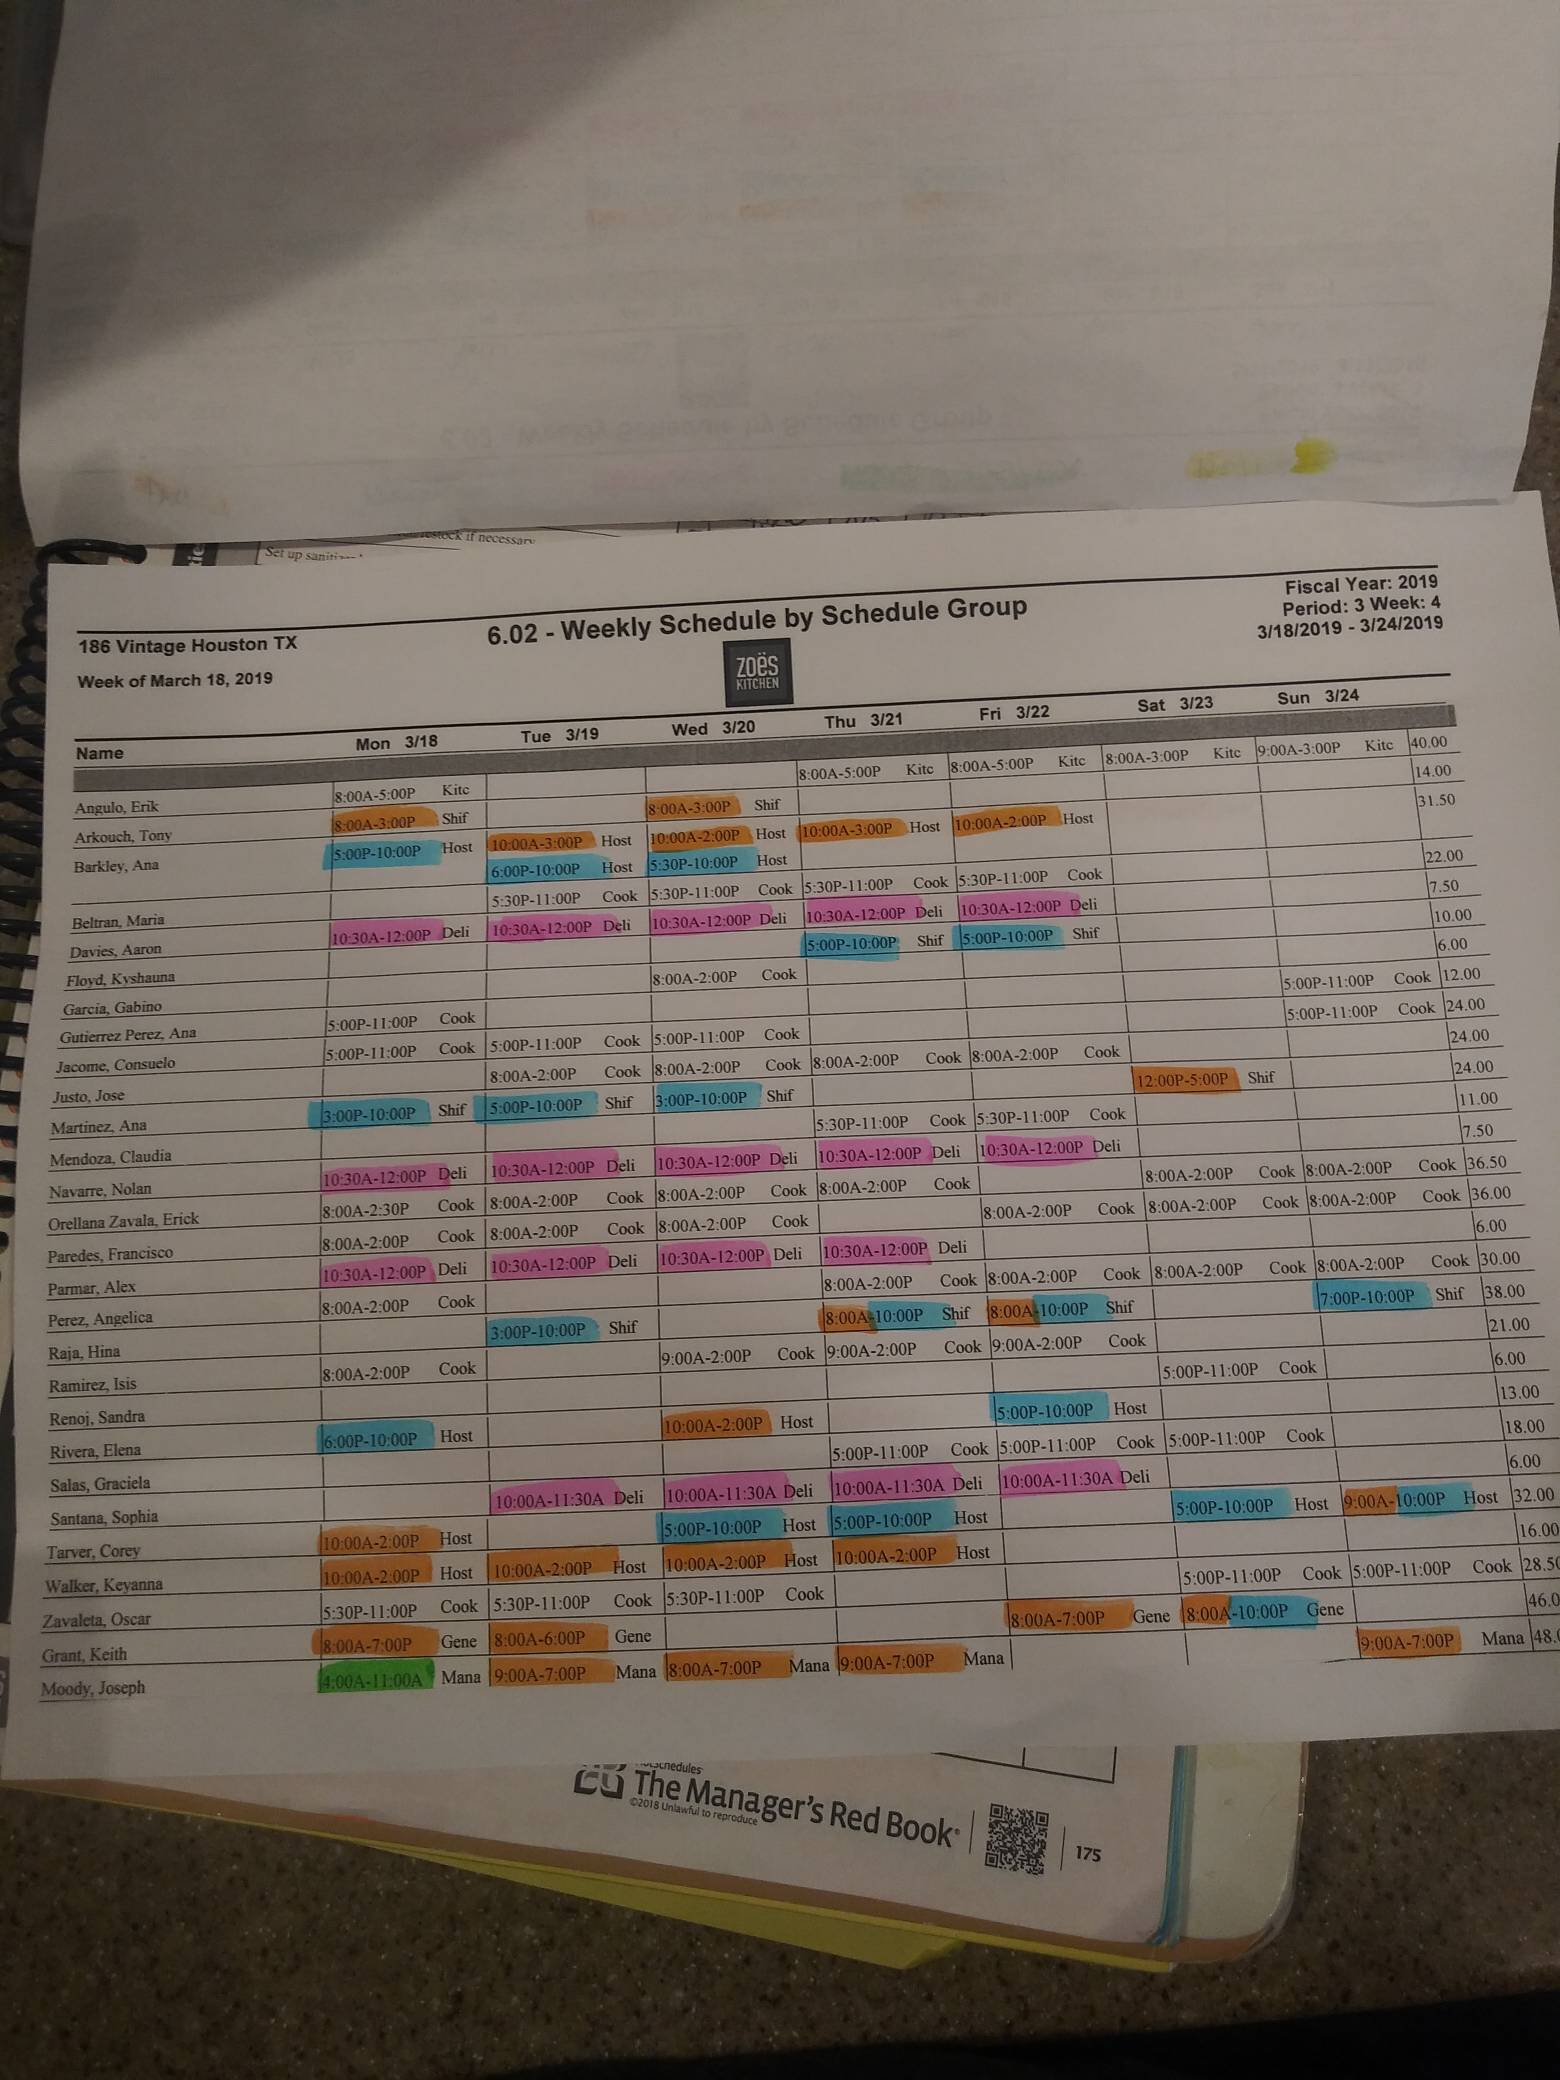 restock if necessary
Set up
186 Vintage Houston TX
Week of March 18, 2019
6.02 - Weekly Schedule by Schedule Group
ZOËS
KITCHEN
Fiscal Year: 2019
Period: 3 Week: 4
3/18/2019 - 3/24/2019
Name Mon 3/18 Tue 3/19 Wed 3/20 Thu 3/21 Fri 3/22 Sat 3/23 Sun 3/24
Angulo, Erik 8:00A-5:00P Kitc 8:00A-5:00P Kitc 8:00A-5:00P Kitc 8:00A-3:00P Kitc 9:00A-3:00P Kitc 40.00
Arkouch, Tony 8:00A-3:00P Shif 8:00A-3:00P Shif 14.00
Barkley, Ana 5:00P-10:00P Host 10:00A-3:00P Host 10:00A-2:00P Host 10:00A-3:00P Host 10:00A-2:00P Host 31.50
6:00P-10:00P Host 5:30P-10:00P Host
Beltran, Maria 5:30P-11:00P Cook 5:30P-11:00P Cook 5:30P-11:00P Cook 5:30P-11:00P Cook 22.00
Davies, Aaron 10:30A-12:00P Deli 10:30A-12:00P Deli 10:30A-12:00P Deli 10:30A-12:00P Deli 10:30A-12:00P Deli 7.50
Floyd, Kyshauna 5:00P-10:00P Shif 5:00P-10:00P Shif 10.00
Garcia, Gabino 8:00A-2:00P Cook 6.00
Gutierrez Perez, Ana 5:00P-11:00P Cook 5:00P-11:00P Cook 12.00
Jacome, Consuelo 5:00P-11:00P Cook 5:00P-11:00P Cook 5:00P-11:00P Cook 5:00P-11:00P Cook 24.00
Justo, Jose 8:00A-2:00P Cook 8:00A-2:00P Cook 8:00A-2:00P Cook 8:00A-2:00P Cook 24.00
Martinez, Ana 3:00P-10:00P Shif 5:00P-10:00P Shif 3:00P-10:00P Shif 12:00P-5:00P Shif 24.00
Mendoza, Claudia 5:30P-11:00P Cook 5:30P-11:00P Cook 11.00
Navarre, Nolan 10:30A-12:00P Deli 10:30A-12:00P Deli 10:30A-12:00P Deli 10:30A-12:00P Deli 10:30A-12:00P Deli 7.50
Orellana Zavala, Erick 8:00A-2:30P Cook 8:00A-2:00P Cook 8:00A-2:00P Cook 8:00A-2:00P Cook 8:00A-2:00P Cook 8:00A-2:00P Cook 36.50
Paredes, Francisco 8:00A-2:00P Cook 8:00A-2:00P Cook 8:00A-2:00P Cook 8:00A-2:00P Cook 8:00A-2:00P Cook 8:00A-2:00P Cook 36.00
Parmar, Alex 10:30A-12:00P Deli 10:30A-12:00P Deli 10:30A-12:00P Deli 10:30A-12:00P Deli 6.00
Perez, Angelica 8:00A-2:00P Cook 8:00A-2:00P Cook 8:00A-2:00P Cook 8:00A-2:00P Cook 8:00A-2:00P Cook 30.00
Raja, Hina 3:00P-10:00P Shif 8:00A-10:00P Shif 8:00A-10:00P Shif 7:00P-10:00P Shif 38.00
Ramirez, Isis 8:00A-2:00P Cook 9:00A-2:00P Cook 9:00A-2:00P Cook 9:00A-2:00P Cook 21.00
Renoj, Sandra 5:00P-11:00P Cook 6.00
Rivera, Elena 6:00P-10:00P Host 10:00A-2:00P Host 5:00P-10:00P Host 13.00
Salas, Graciela 5:00P-11:00P Cook 5:00P-11:00P Cook 5:00P-11:00P Cook 18.00
Santana, Sophia 10:00A-11:30A Deli 10:00A-11:30A Deli 10:00A-11:30A Deli 10:00A-11:30A Deli 6.00
Tarver, Corey 10:00A-2:00P Host 5:00P-10:00P Host 5:00P-10:00P Host 5:00P-10:00P Host 9:00A-10:00P Host 32.00
Walker, Keyanna 10:00A-2:00P Host 10:00A-2:00P Host 10:00A-2:00P Host 10:00A-2:00P Host 16.00
Zavaleta, Oscar 5:30P-11:00P Cook 5:30P-11:00P Cook 5:30P-11:00P Cook 5:00P-11:00P Cook 5:00P-11:00P Cook 28.50
Grant, Keith 8:00A-7:00P Gene 8:00A-6:00P Gene 8:00A-7:00P Gene 8:00A-10:00P Gene 46.0
Moody, Joseph 4:00A-11:00A Mana 9:00A-7:00P Mana 8:00A-7:00P Mana 9:00A-7:00P Mana 9:00A-7:00P Mana 48.
The Manager's Red Book
©2018 Unlawful to reproduce
175